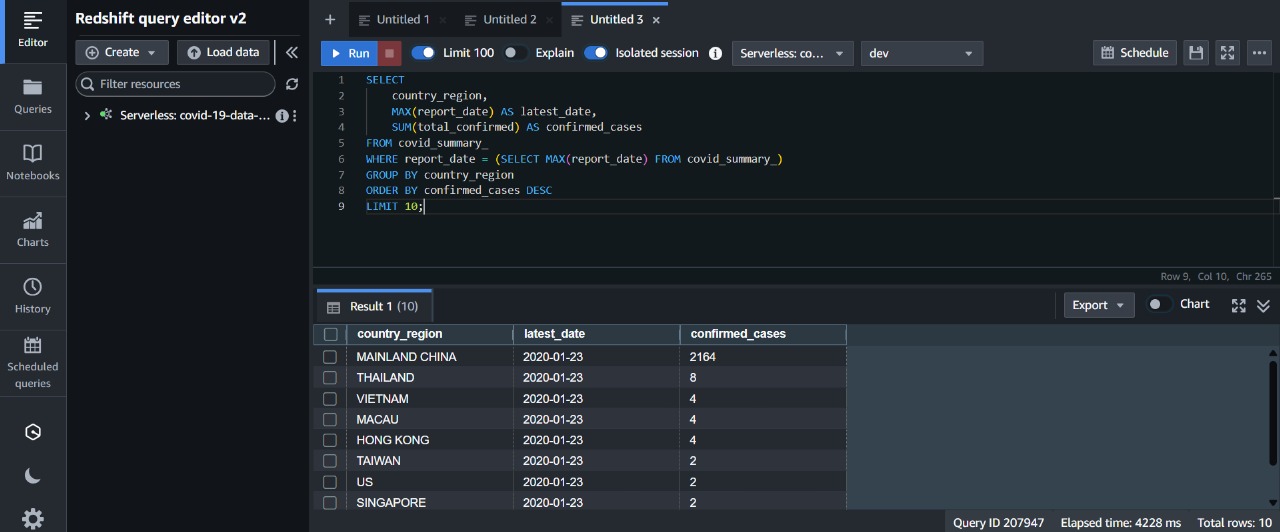 Redshift query editor v2
Create
Load data
Filter resources
Serverless: covid-19-data-...
Editor
Queries
Notebooks
Charts
History
Scheduled
queries
Untitled 1
Untitled 2
Untitled 3
Run
Limit 100
Explain
Isolated session
Serverless: co...
dev
Schedule
1 SELECT
2 country_region,
3 MAX(report_date) AS latest_date,
4 SUM(total_confirmed) AS confirmed_cases
5 FROM covid_summary_
6 WHERE report_date = (SELECT MAX(report_date) FROM covid_summary_)
7 GROUP BY country_region
8 ORDER BY confirmed_cases DESC
9 LIMIT 10;
Row 9, Col 10, Chr 265
Result 1 (10)
Export
Chart
country_region latest_date confirmed_cases
MAINLAND CHINA 2020-01-23 2164
THAILAND 2020-01-23 8
VIETNAM 2020-01-23 4
MACAU 2020-01-23 4
HONG KONG 2020-01-23 4
TAIWAN 2020-01-23 2
US 2020-01-23 2
SINGAPORE 2020-01-23 2
Query ID 207947 Elapsed time: 4228 ms Total rows: 10